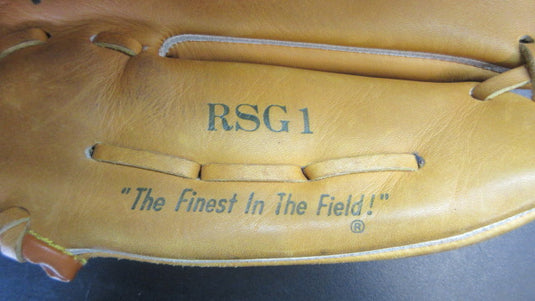 RSG1
"The Finest In The Field!"
®